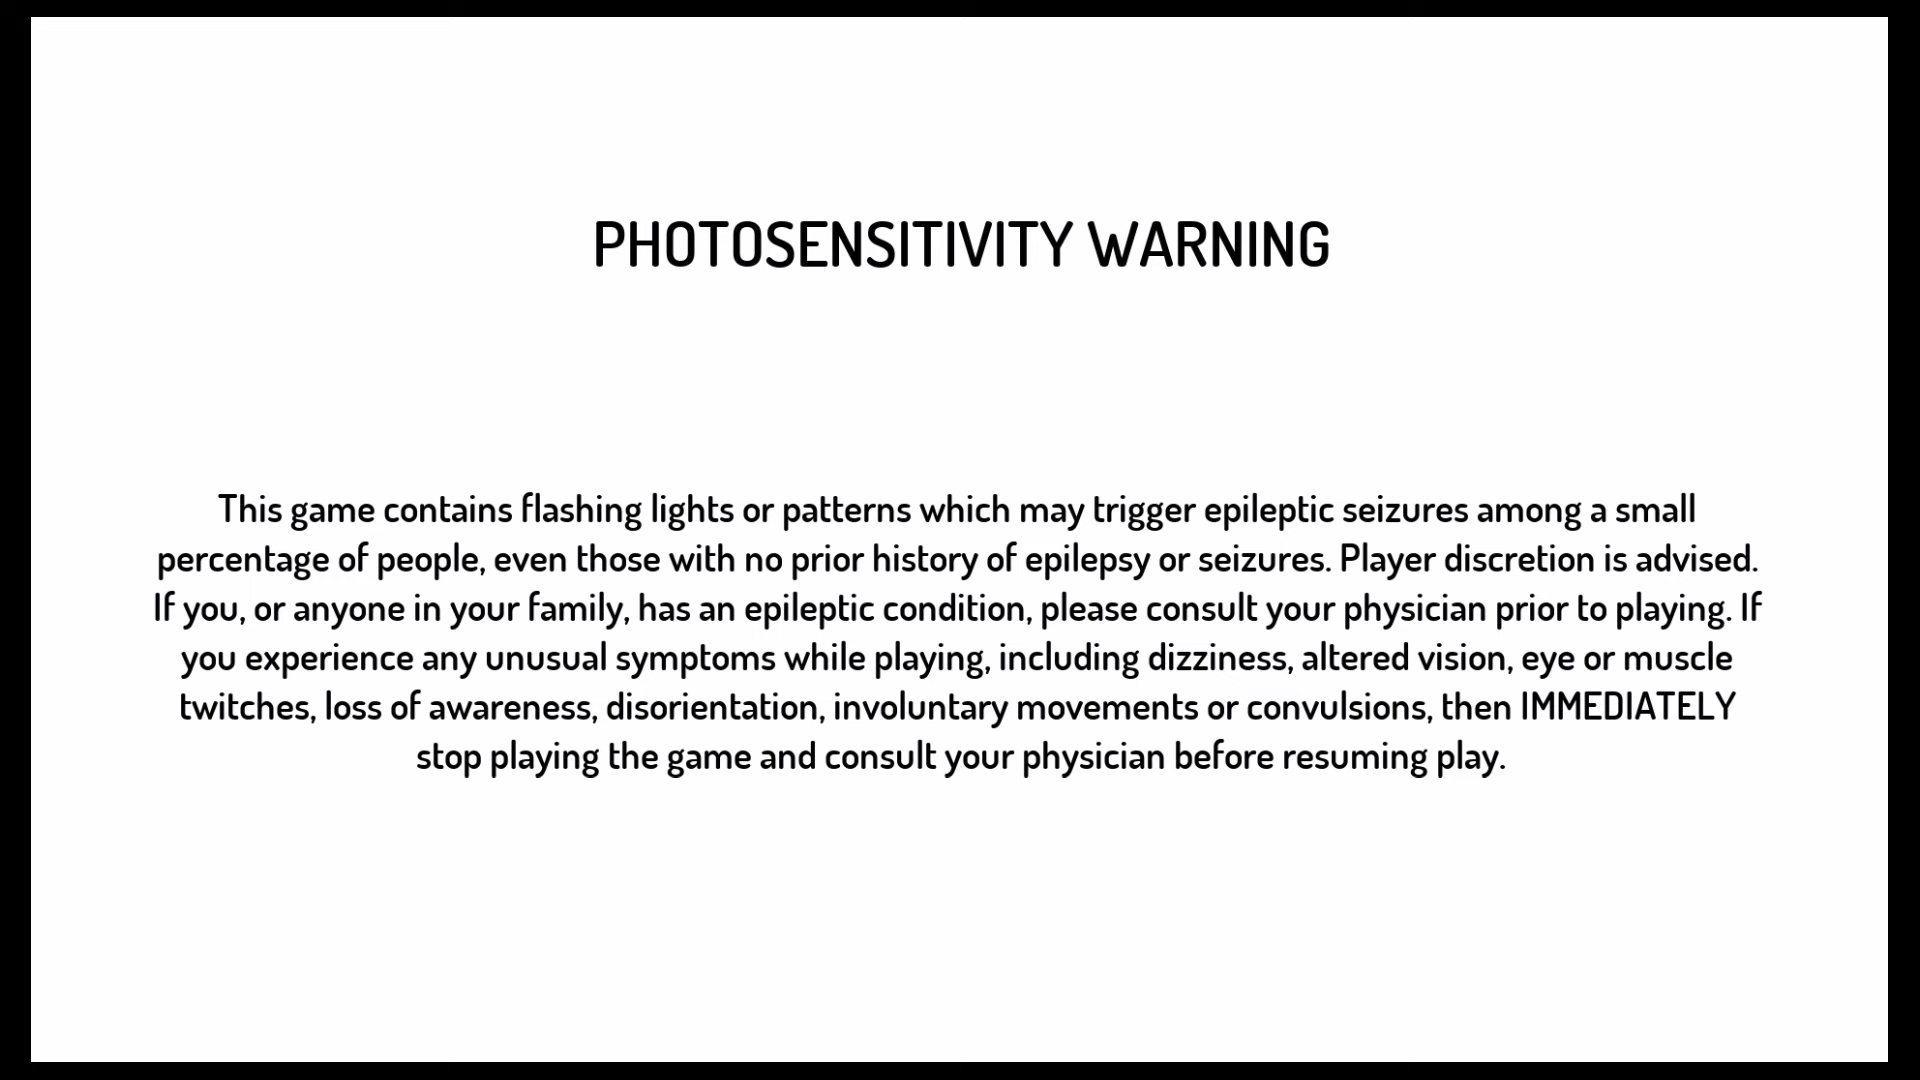 PHOTOSENSITIVITY WARNING
This game contains flashing lights or patterns which may trigger epileptic seizures among a small
percentage of people, even those with no prior history of epilepsy or seizures. Player discretion is advised.
If you, or anyone in your family, has an epileptic condition, please consult your physician prior to playing. If
you experience any unusual symptoms while playing, including dizziness, altered vision, eye or muscle
twitches, loss of awareness, disorientation, involuntary movements or convulsions, then IMMEDIATELY
stop playing the game and consult your physician before resuming play.